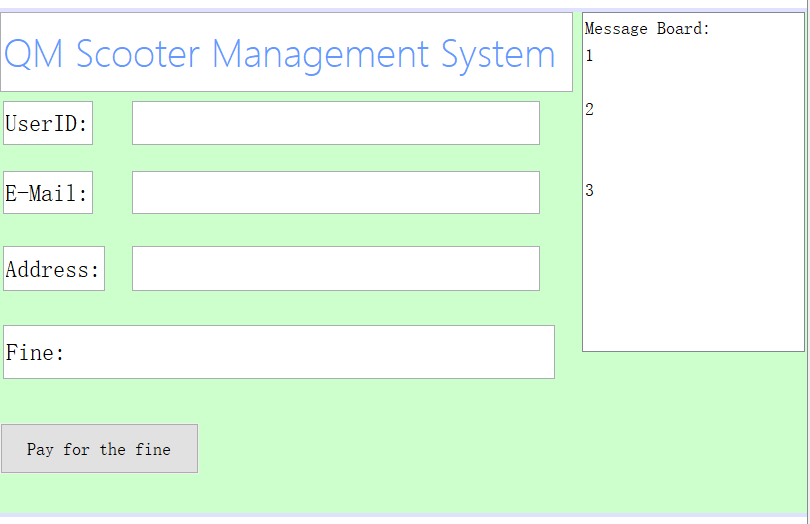 QM Scooter Management System
UserID:
E-Mail:
Address:
Fine:
Pay for the fine
Message Board:
1
2
3